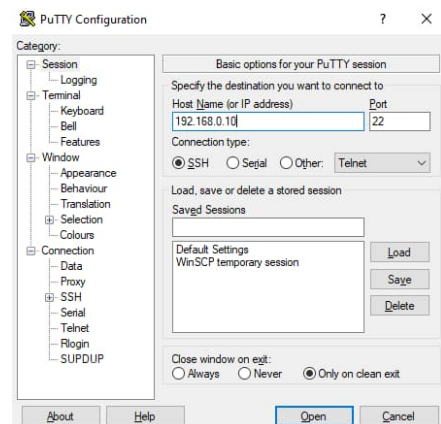 PuTTY Configuration
?
Category:
Session
Logging
Terminal
Keyboard
Bell
Features
Window
Appearance
Behaviour
Translation
Selection
Colours
Connection
Data
Proxy
SSH
Serial
Telnet
Rlogin
SUPDUP
Basic options for your PuTTY session
Specify the destination you want to connect to
Host Name (or IP address) Port
192.168.0.10 22
Connection type:
SSH Serial Other: Telnet
Load, save or delete a stored session
Saved Sessions
Default Settings
WinSCP temporary session
Load
Save
Delete
Close window on exit:
Always Never Only on clean exit
About Help Open Cancel